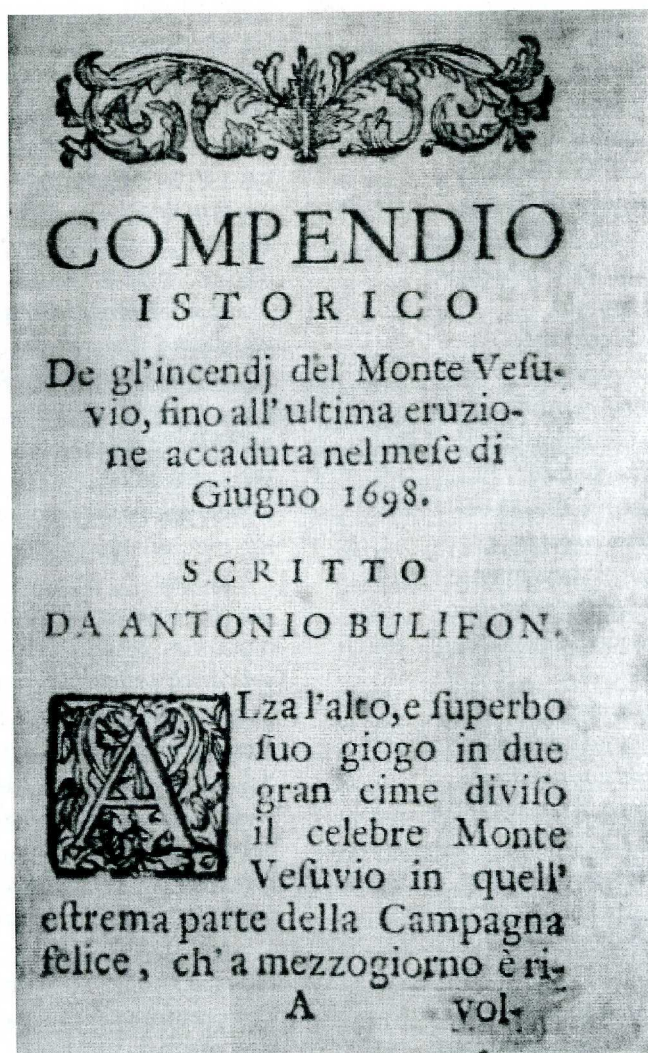 COMPENDIO
ISTORICO
De gl'incendj del Monte Veſu-
vio, fino all' ultima eruzio-
ne accaduta nel meſe di
Giugno 1698.
SCRITTO
DA ANTONIO BULIFON.
ALza l'alto, e ſuperbo
ſuo giogo in due
gran cime diviſo
il celebre Monte
Veſuvio in quell'
eſtrema parte della Campagna
felice, ch' a mezzogiorno è ri-
A vol-